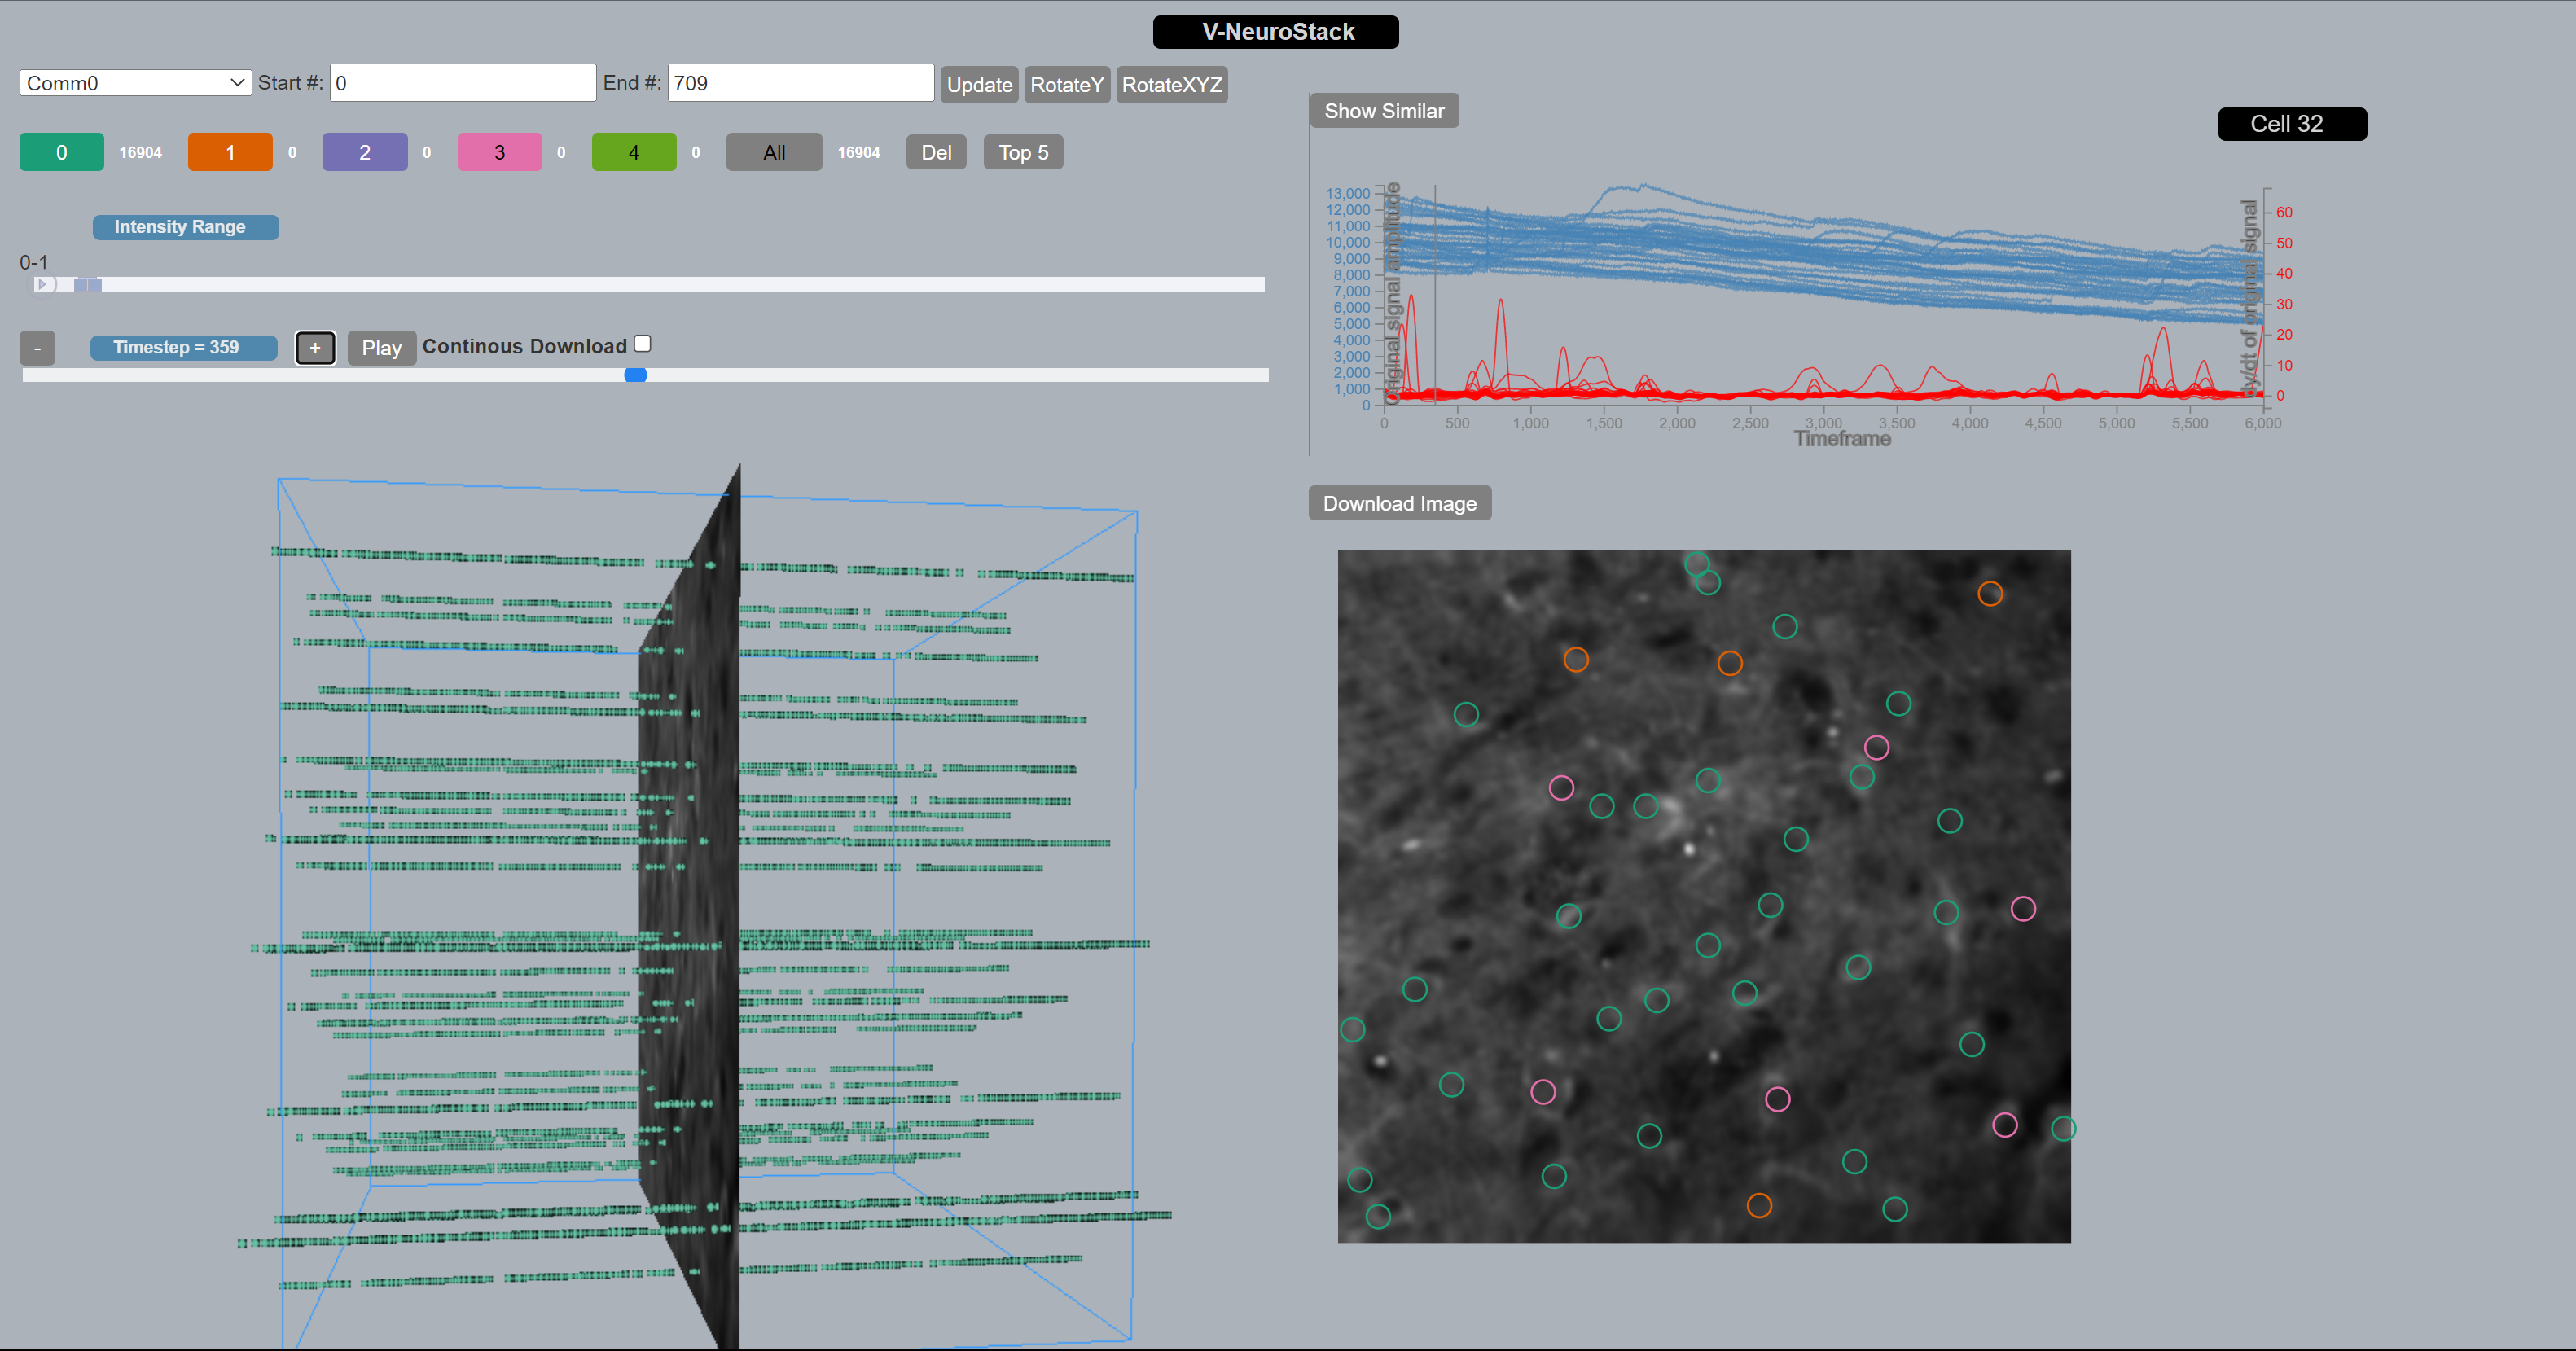 V-NeuroStack
Comm0 Start #: 0 End #: 709 Update RotateY RotateXYZ
0 16904 1 0 2 0 3 0 4 0 All 16904 Del Top 5
Intensity Range
0-1
- Timestep = 359 + Play Continous Download
Show Similar
Cell 32
13,000
12,000
11,000
10,000
9,000
8,000
7,000
6,000
5,000
4,000
3,000
2,000
1,000
0
Original signal amplitude
60
50
40
30
20
10
0
dy/dt of original signal
0 500 1,000 1,500 2,000 2,500 3,000 3,500 4,000 4,500 5,000 5,500 6,000
Timeframe
Download Image